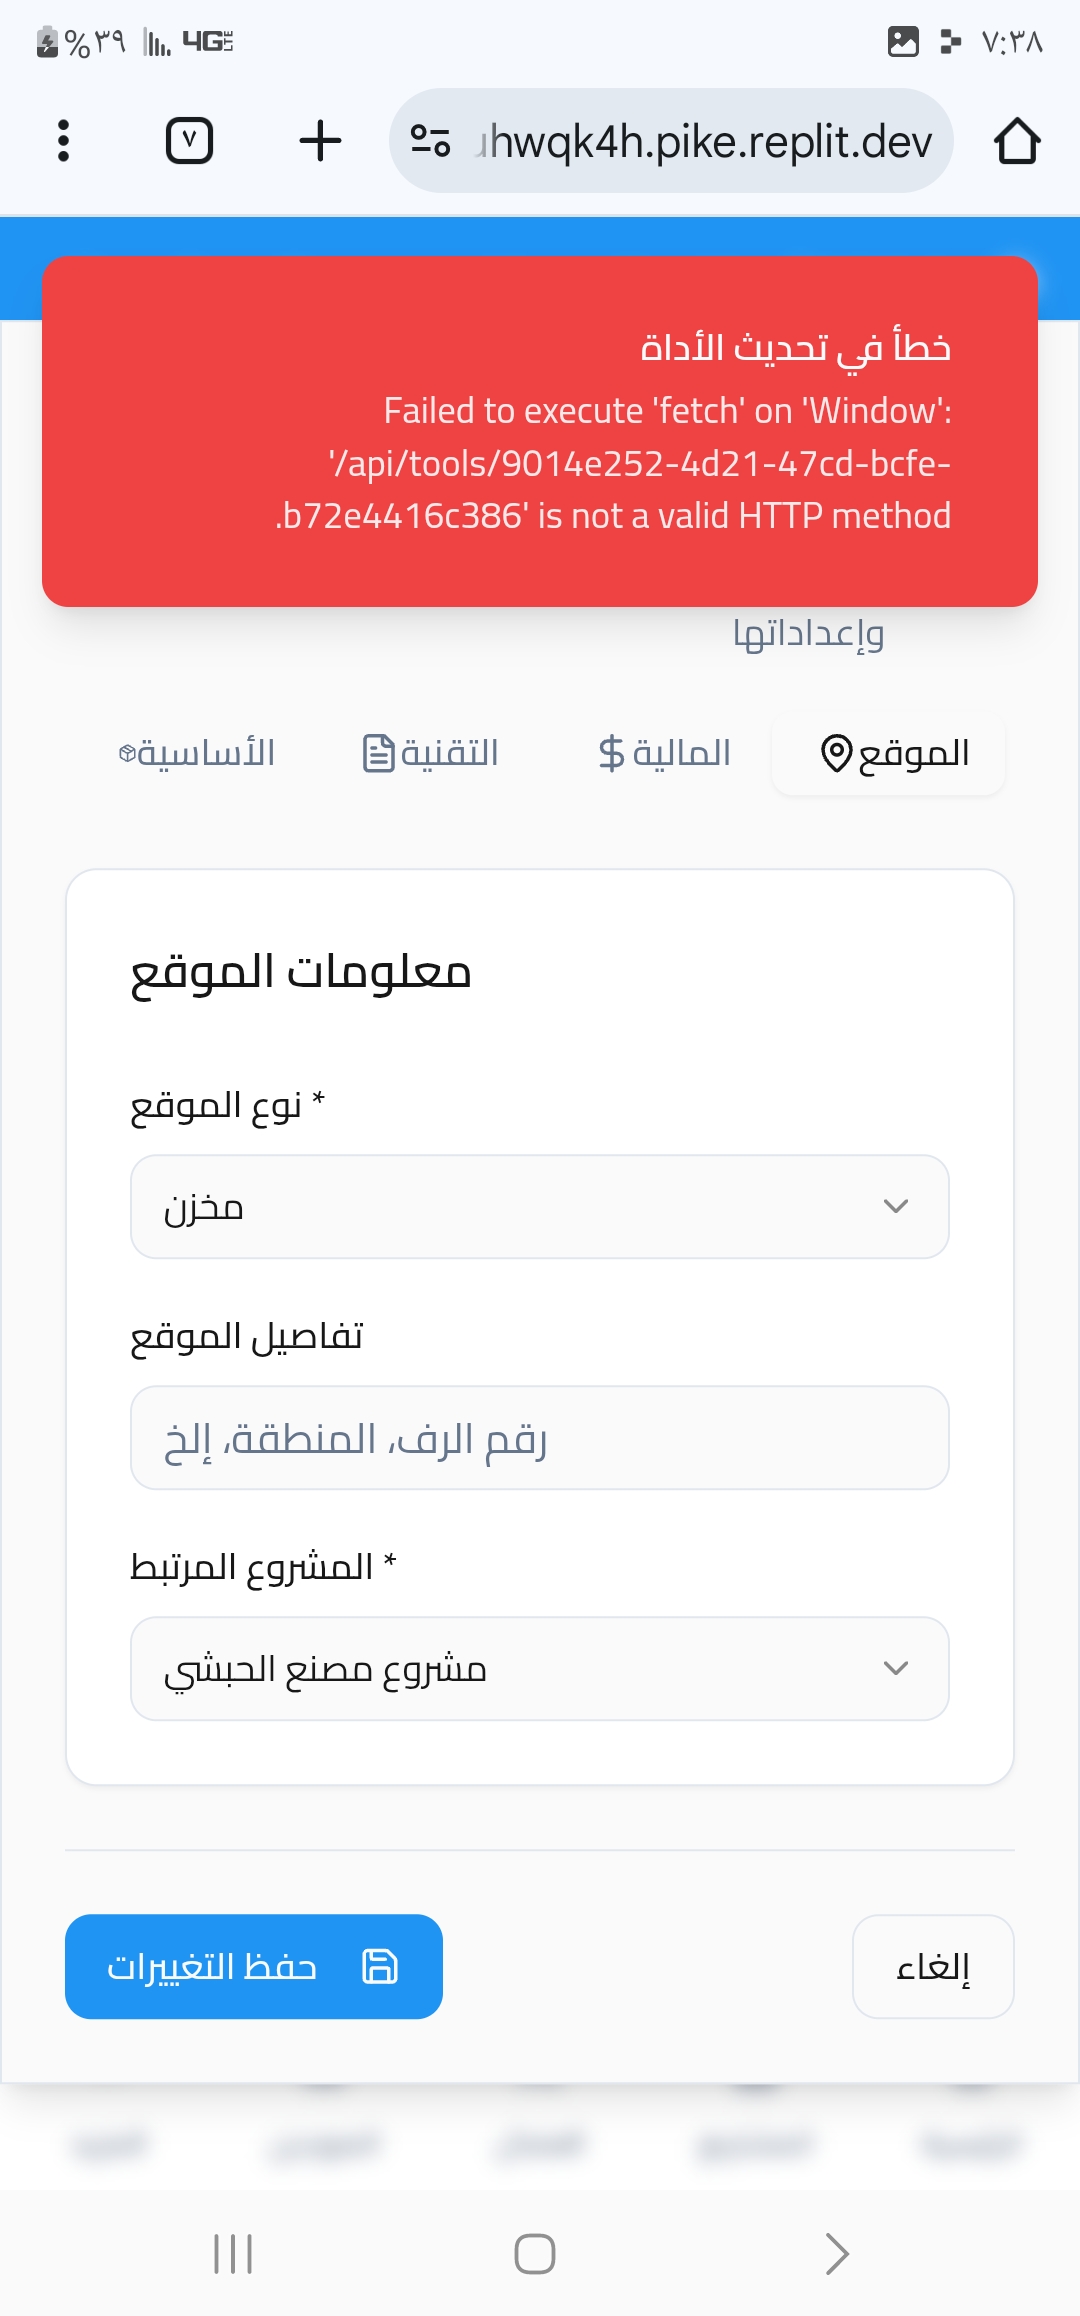 %٣٩ 4G LTE ٧:٣٨
٧ hwqk4h.pike.replit.dev
خطأ في تحديث الأداة
Failed to execute 'fetch' on 'Window':
'/api/tools/9014e252-4d21-47cd-bcfe-
.b72e4416c386' is not a valid HTTP method
وإعداداتها
الموقع
المالية
التقنية
الأساسية
معلومات الموقع
* نوع الموقع
مخزن
تفاصيل الموقع
رقم الرف، المنطقة، إلخ
* المشروع المرتبط
مشروع مصنع الحبشي
إلغاء
حفظ التغييرات